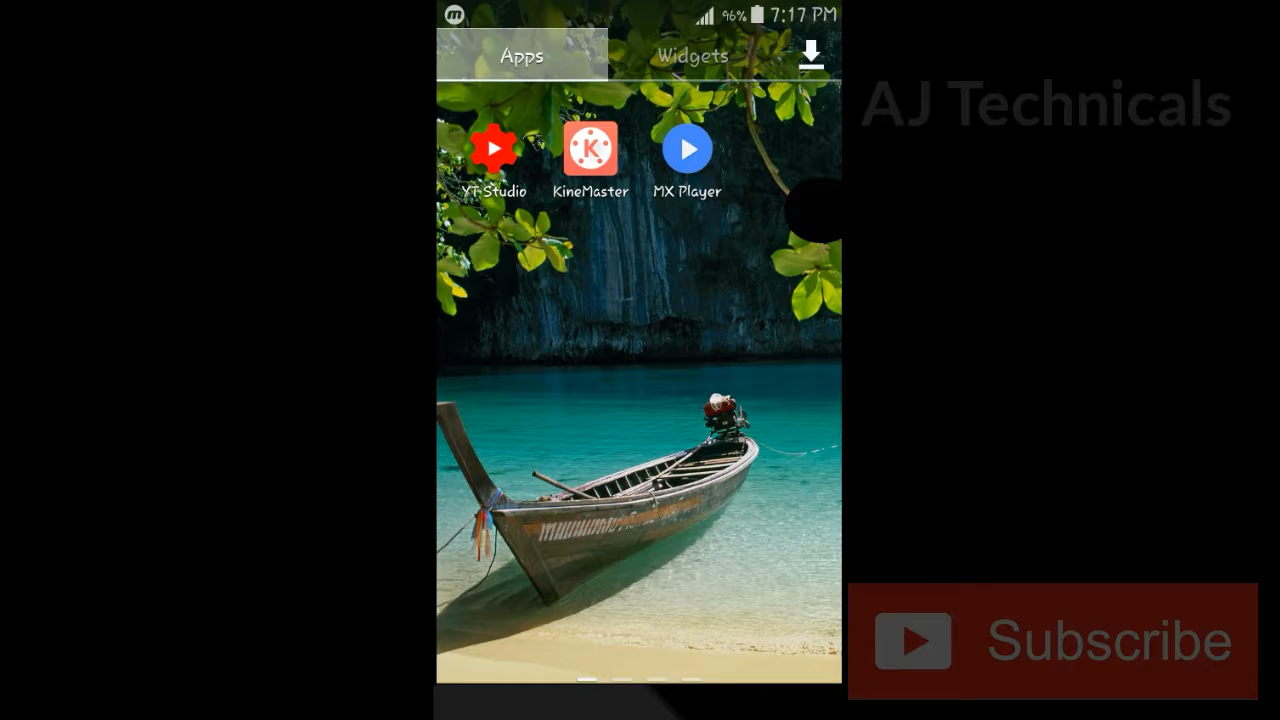 96% 7:17 PM
Apps Widgets
AJ Technicals
YT Studio KineMaster MX Player
Subscribe